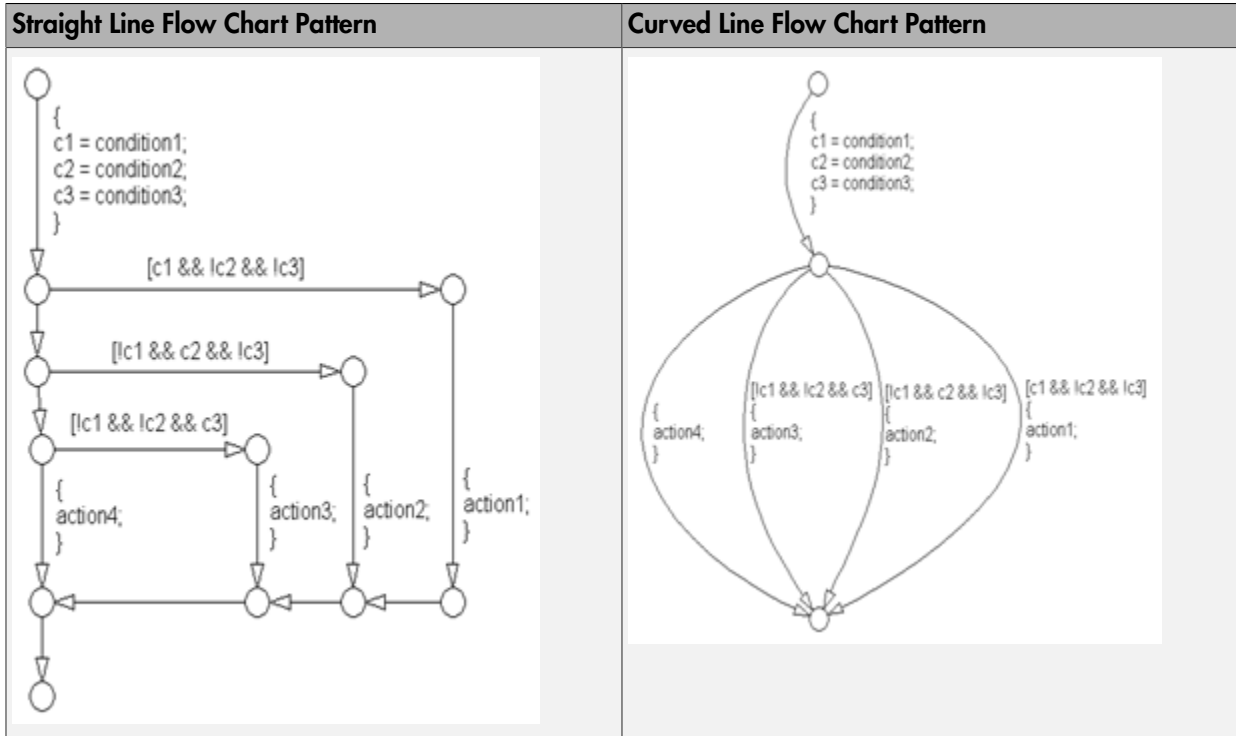 Straight Line Flow Chart Pattern
Curved Line Flow Chart Pattern
{
c1 = condition1;
c2 = condition2;
c3 = condition3;
}
[c1 && !c2 && !c3]
[!c1 && c2 && !c3]
[!c1 && !c2 && c3]
{
action4;
}
{
action3;
}
{
action2;
}
{
action1;
}
{
c1 = condition1;
c2 = condition2;
c3 = condition3;
}
{
action4;
}
[!c1 && !c2 && c3]
{
action3;
}
[!c1 && c2 && !c3]
{
action2;
}
[c1 && !c2 && !c3]
{
action1;
}